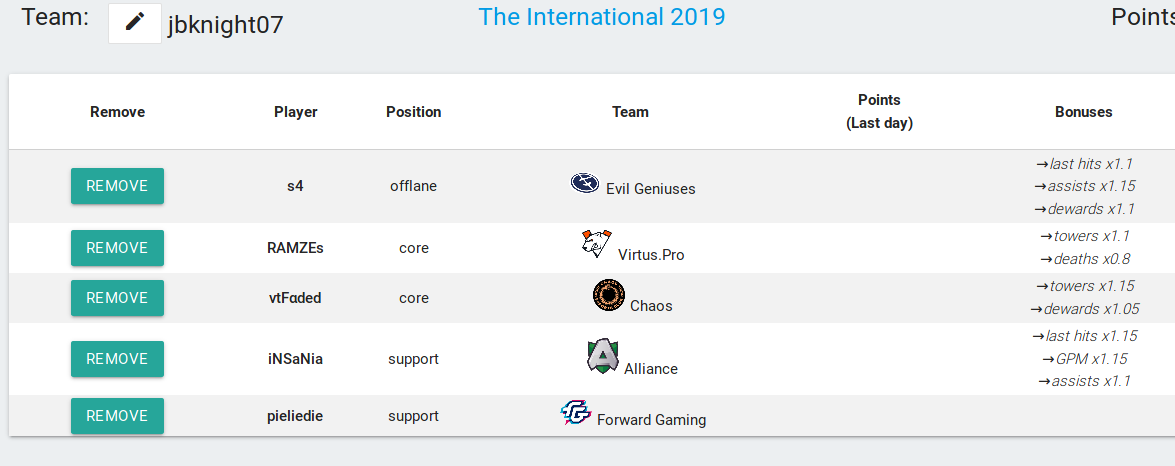 Team: jbknight07 The International 2019 Points
Remove Player Position Team Points (Last day) Bonuses
REMOVE s4 offlane Evil Geniuses →last hits x1.1
→assists x1.15
→dewards x1.1
REMOVE RAMZEs core Virtus.Pro →towers x1.1
→deaths x0.8
REMOVE vtFαded core Chaos →towers x1.15
→dewards x1.05
REMOVE iNSaNia support Alliance →last hits x1.15
→GPM x1.15
→assists x1.1
REMOVE pieliedie support Forward Gaming